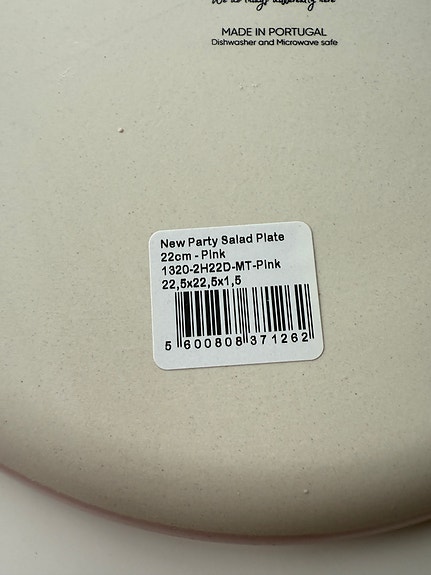 MADE IN PORTUGAL
Dishwasher and Microwave safe
New Party Salad Plate
22cm - Pink
1320-2H22D-MT-Pink
22,5x22,5x1,5
5 600808 371262